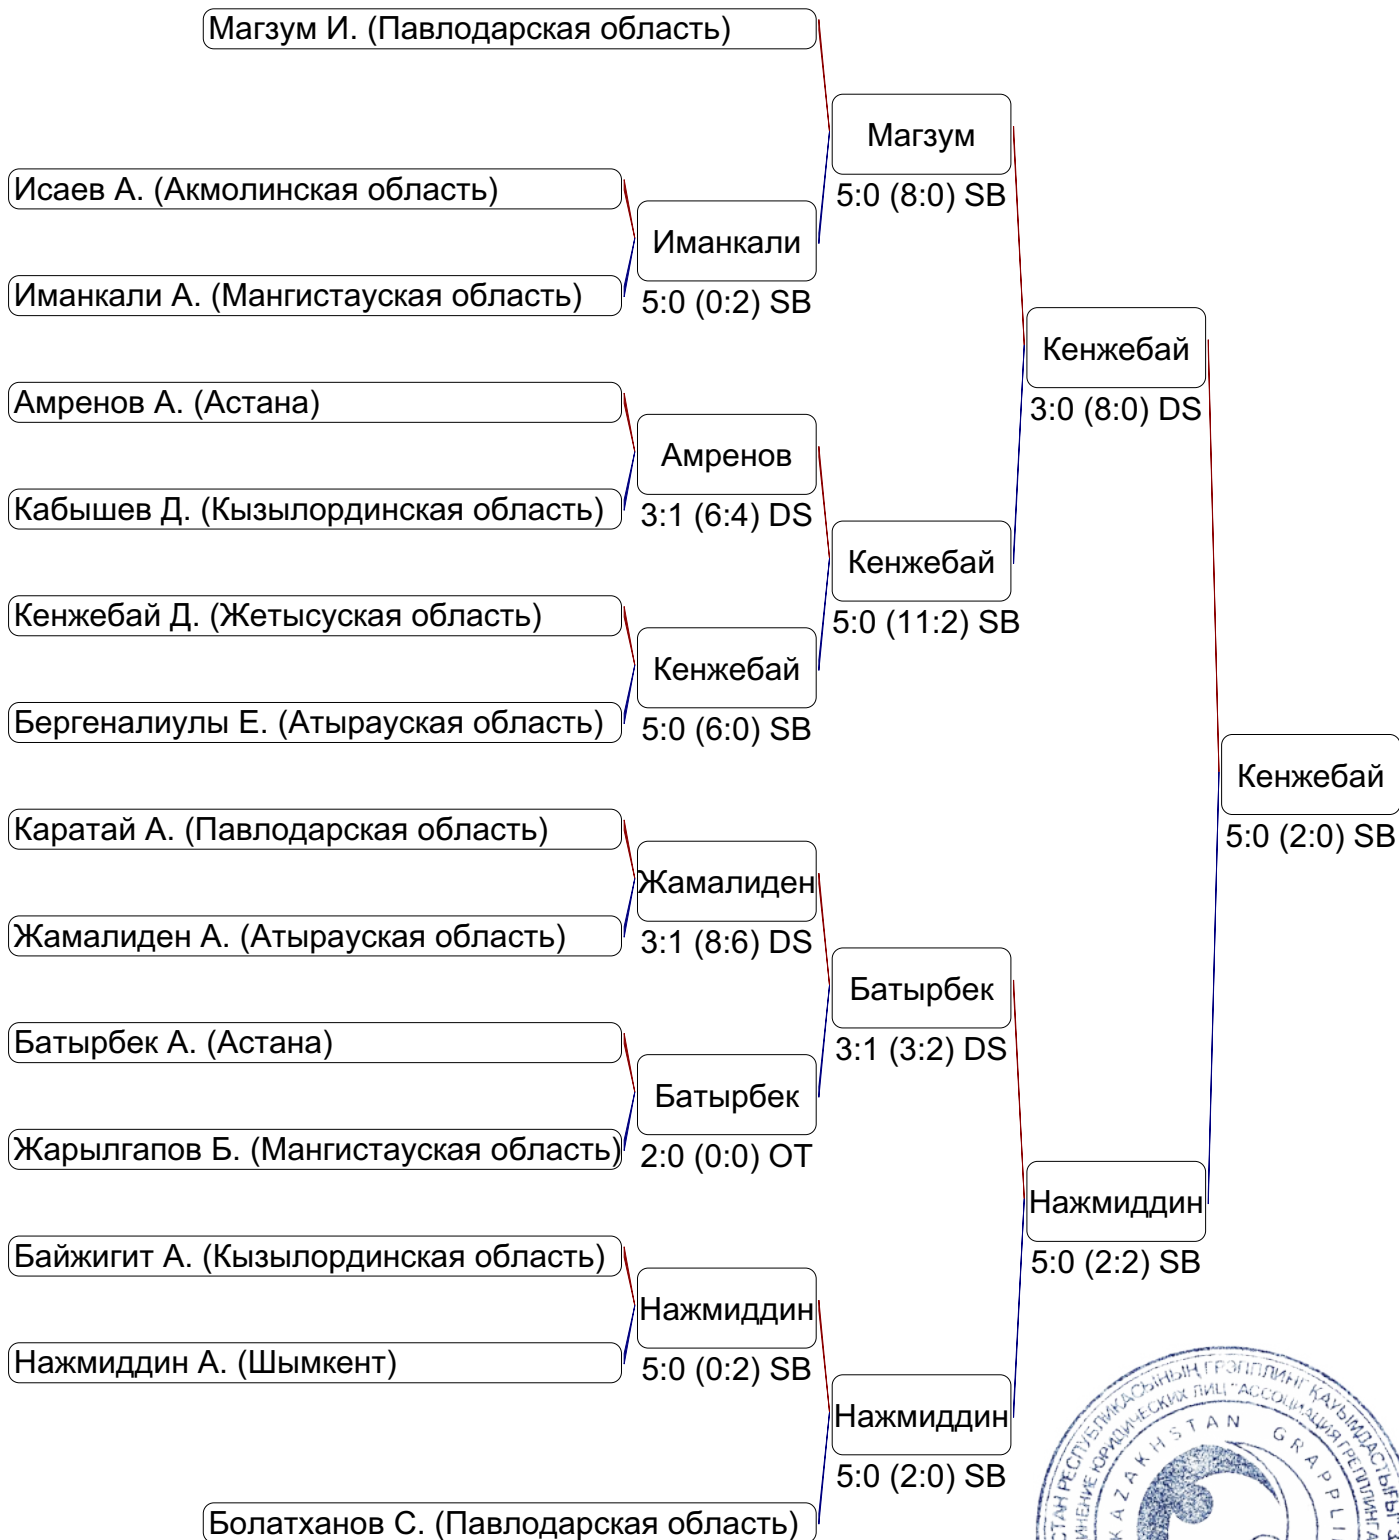 Магзум И. (Павлодарская область)
Магзум
5:0 (8:0) SB
Исаев А. (Акмолинская область)
Иманкали
Иманкали А. (Мангистауская область)
5:0 (0:2) SB
Кенжебай
3:0 (8:0) DS
Амренов А. (Астана)
Амренов
Кабышев Д. (Кызылординская область)
3:1 (6:4) DS
Кенжебай
5:0 (11:2) SB
Кенжебай Д. (Жетысуская область)
Кенжебай
Бергеналиулы Е. (Атырауская область)
5:0 (6:0) SB
Кенжебай
5:0 (2:0) SB
Каратай А. (Павлодарская область)
Жамалиден
Жамалиден А. (Атырауская область)
3:1 (8:6) DS
Батырбек
3:1 (3:2) DS
Батырбек А. (Астана)
Батырбек
Жарылгапов Б. (Мангистауская область)
2:0 (0:0) OT
Нажмиддин
5:0 (2:2) SB
Байжигит А. (Кызылординская область)
Нажмиддин
Нажмиддин А. (Шымкент)
5:0 (0:2) SB
Нажмиддин
5:0 (2:0) SB
Болатханов С. (Павлодарская область)
KAZAKHSTAN GRAPPLI